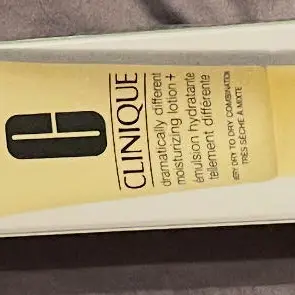 CLINIQUE
dramatically different
moisturizing lotion+
émulsion hydratante
tellement différente
VERY DRY TO DRY COMBINATION
TRÈS SÈCHE À MIXTE